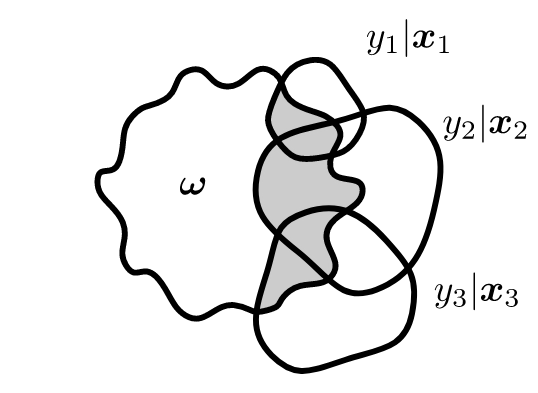 y₁|𝒙₁
y₂|𝒙₂
𝝎
y₃|𝒙₃